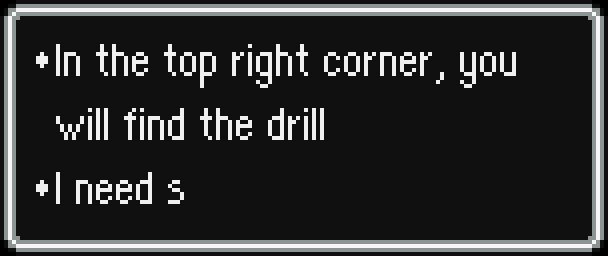 •In the top right corner, you
will find the drill
•I need s